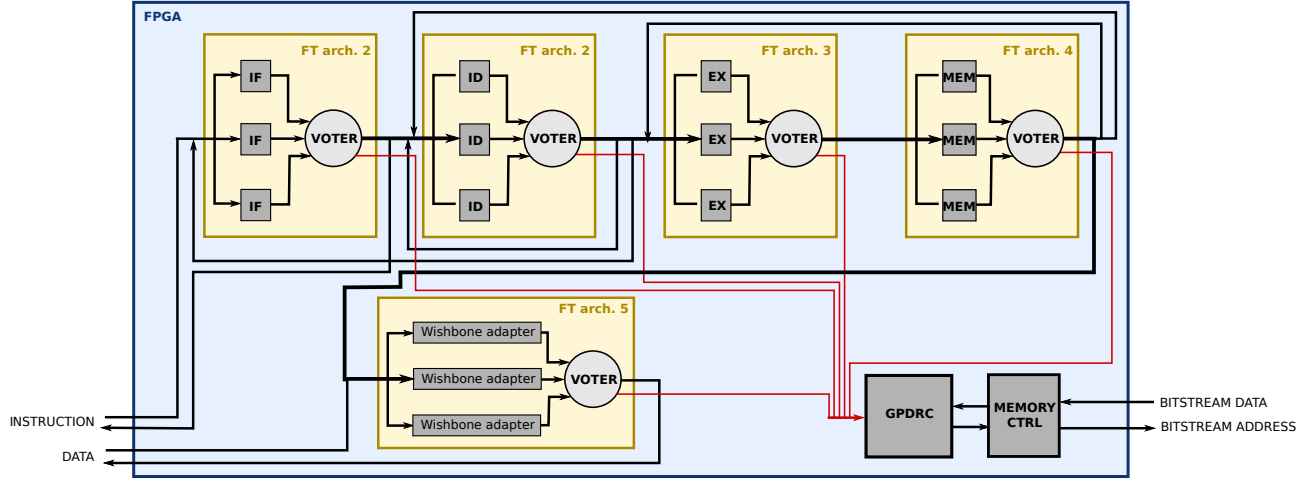 FPGA
FT arch. 2
IF
IF
IF
VOTER
FT arch. 2
ID
ID
ID
VOTER
FT arch. 3
EX
EX
EX
VOTER
FT arch. 4
MEM
MEM
MEM
VOTER
FT arch. 5
Wishbone adapter
Wishbone adapter
Wishbone adapter
VOTER
GPDRC
MEMORY
CTRL
INSTRUCTION
DATA
BITSTREAM DATA
BITSTREAM ADDRESS